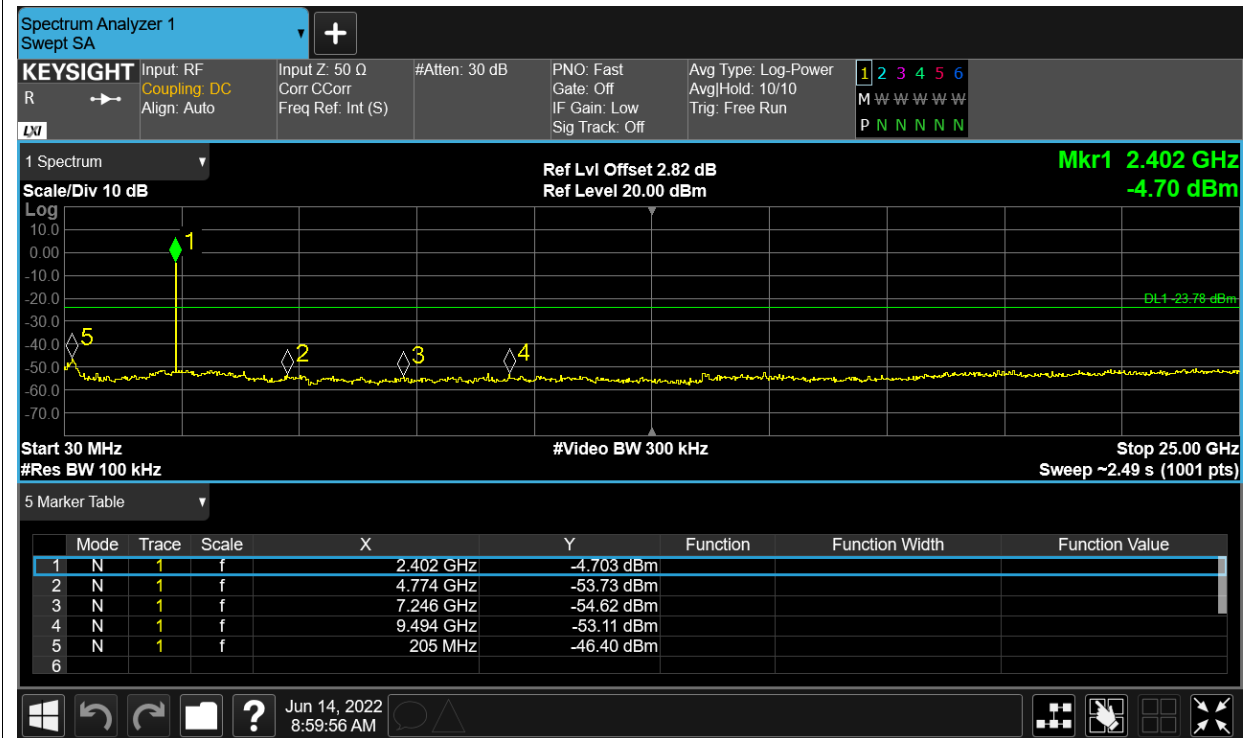 Spectrum Analyzer 1
Swept SA
+
KEYSIGHT Input: RF Input Z: 50 Ω #Atten: 30 dB PNO: Fast Avg Type: Log-Power 1 2 3 4 5 6
R Coupling: DC Corr CCorr Gate: Off Avg|Hold: 10/10 M W W W W W
Align: Auto Freq Ref: Int (S) IF Gain: Low Trig: Free Run
LXI Sig Track: Off P N N N N N
1 Spectrum Ref Lvl Offset 2.82 dB Mkr1 2.402 GHz
Scale/Div 10 dB Ref Level 20.00 dBm -4.70 dBm
Log
10.0
1
0.00
-10.0
-20.0 DL1 -23.78 dBm
-30.0
5
-40.0
2 3 4
-50.0
-60.0
-70.0
Start 30 MHz #Video BW 300 kHz Stop 25.00 GHz
#Res BW 100 kHz Sweep ~2.49 s (1001 pts)
5 Marker Table
Mode Trace Scale X Y Function Function Width Function Value
1 N 1 f 2.402 GHz -4.703 dBm
2 N 1 f 4.774 GHz -53.73 dBm
3 N 1 f 7.246 GHz -54.62 dBm
4 N 1 f 9.494 GHz -53.11 dBm
5 N 1 f 205 MHz -46.40 dBm
6
? Jun 14, 2022
8:59:56 AM